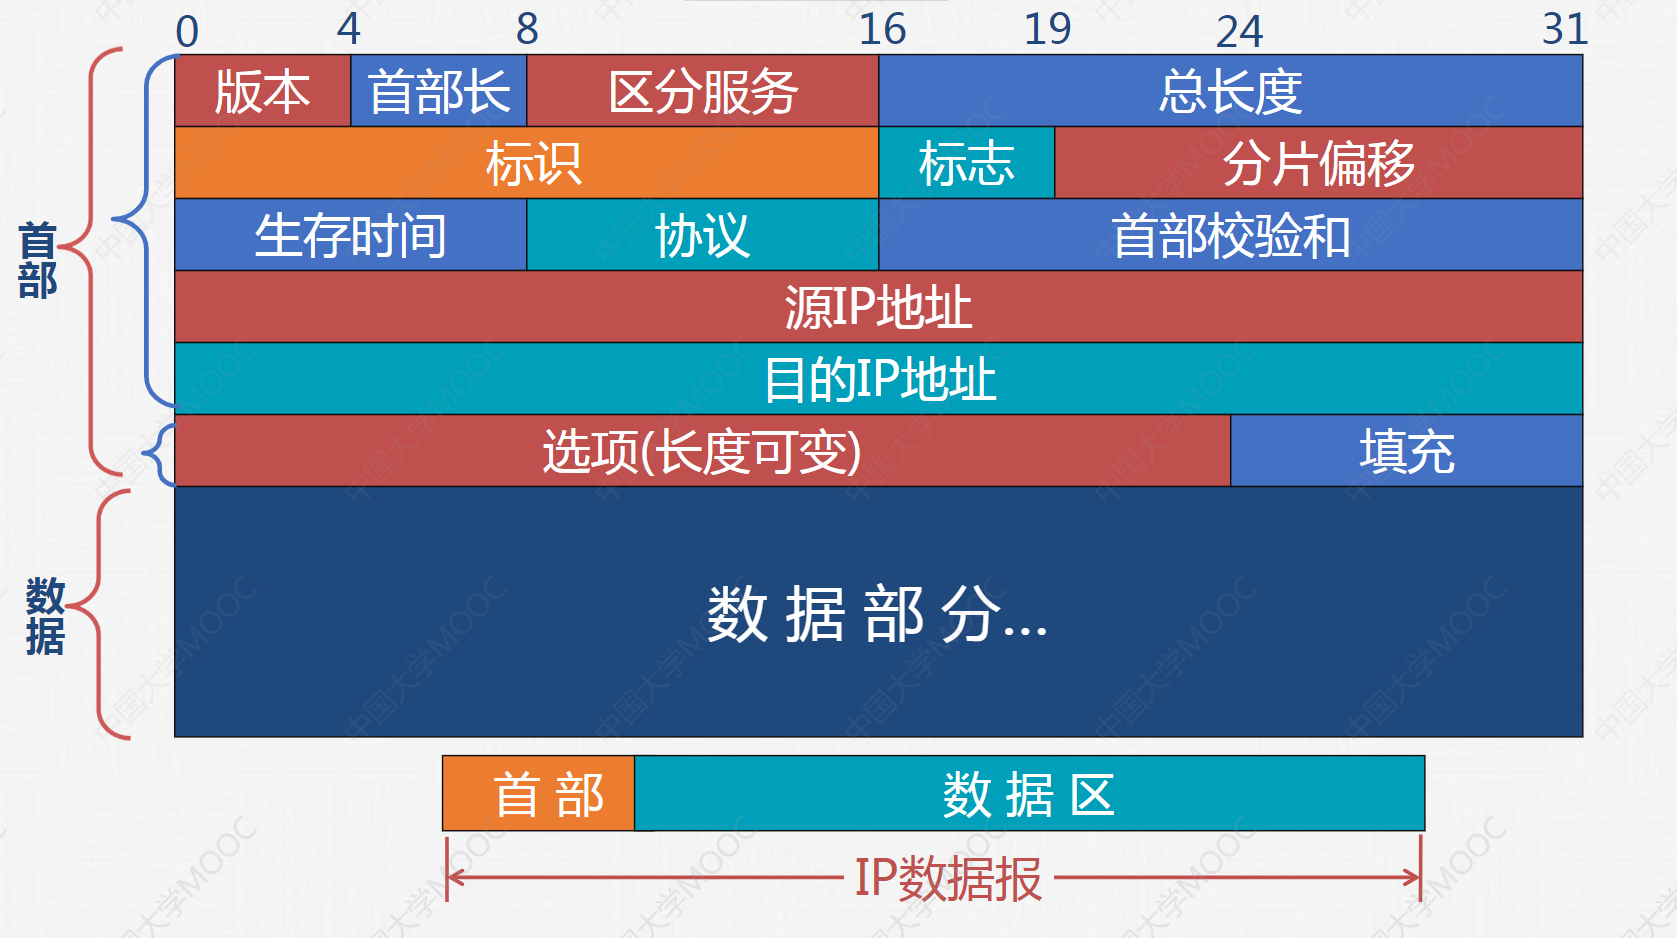 0 4 8 16 19 24 31
版本 首部长 区分服务 总长度
标识 标志 分片偏移
生存时间 协议 首部校验和
源IP地址
目的IP地址
选项(长度可变) 填充
首部
数据部分...
数据
首部 数据区
IP数据报
中国大学MOOC